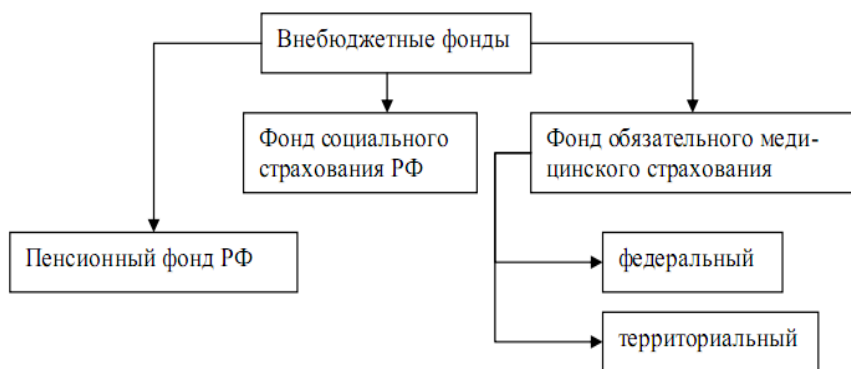 Внебюджетные фонды
Фонд социального
страхования РФ
Фонд обязательного меди-
цинского страхования
Пенсионный фонд РФ
федеральный
территориальный